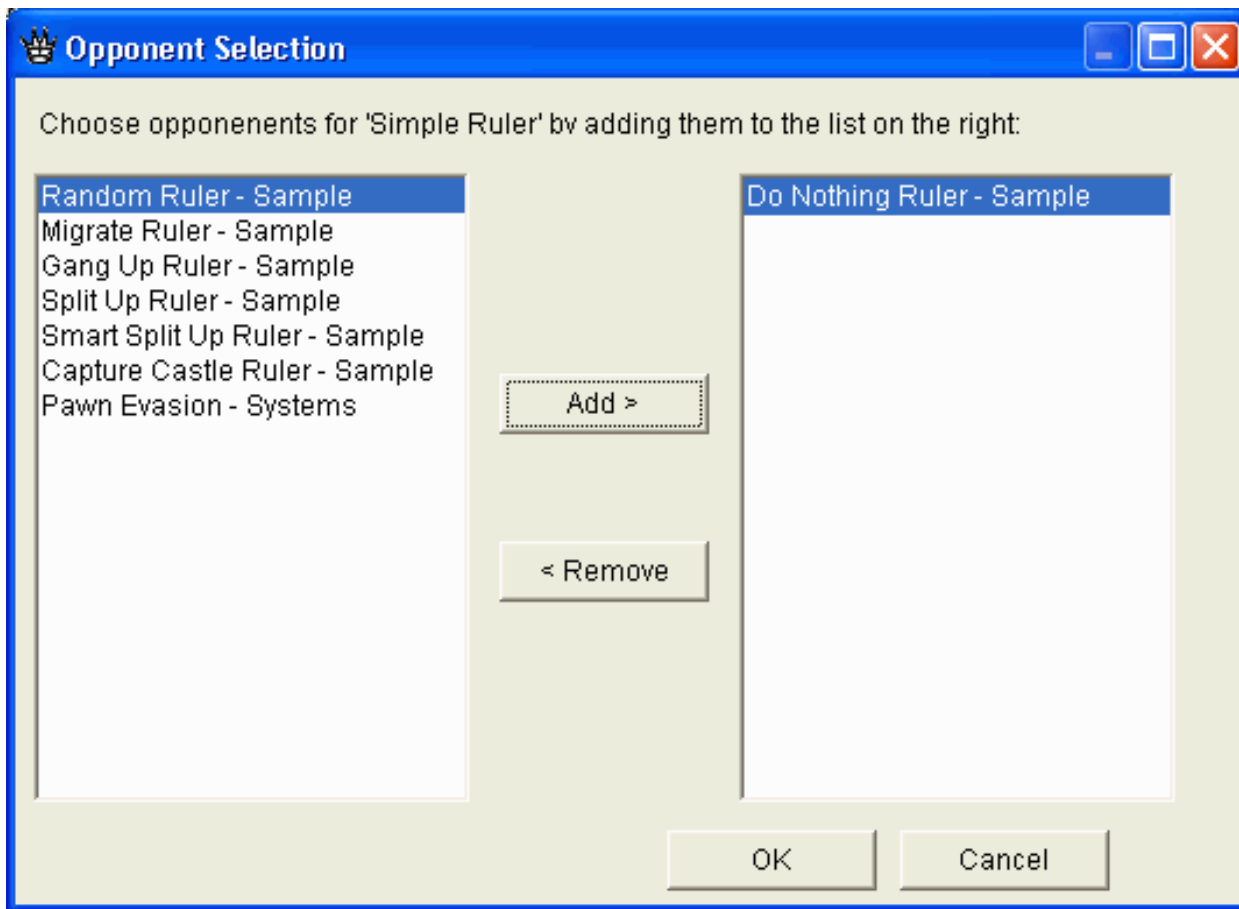 Opponent Selection
Choose opponenents for 'Simple Ruler' by adding them to the list on the right:
Random Ruler - Sample
Migrate Ruler - Sample
Gang Up Ruler - Sample
Split Up Ruler - Sample
Smart Split Up Ruler - Sample
Capture Castle Ruler - Sample
Pawn Evasion - Systems
Add >
< Remove
Do Nothing Ruler - Sample
OK
Cancel